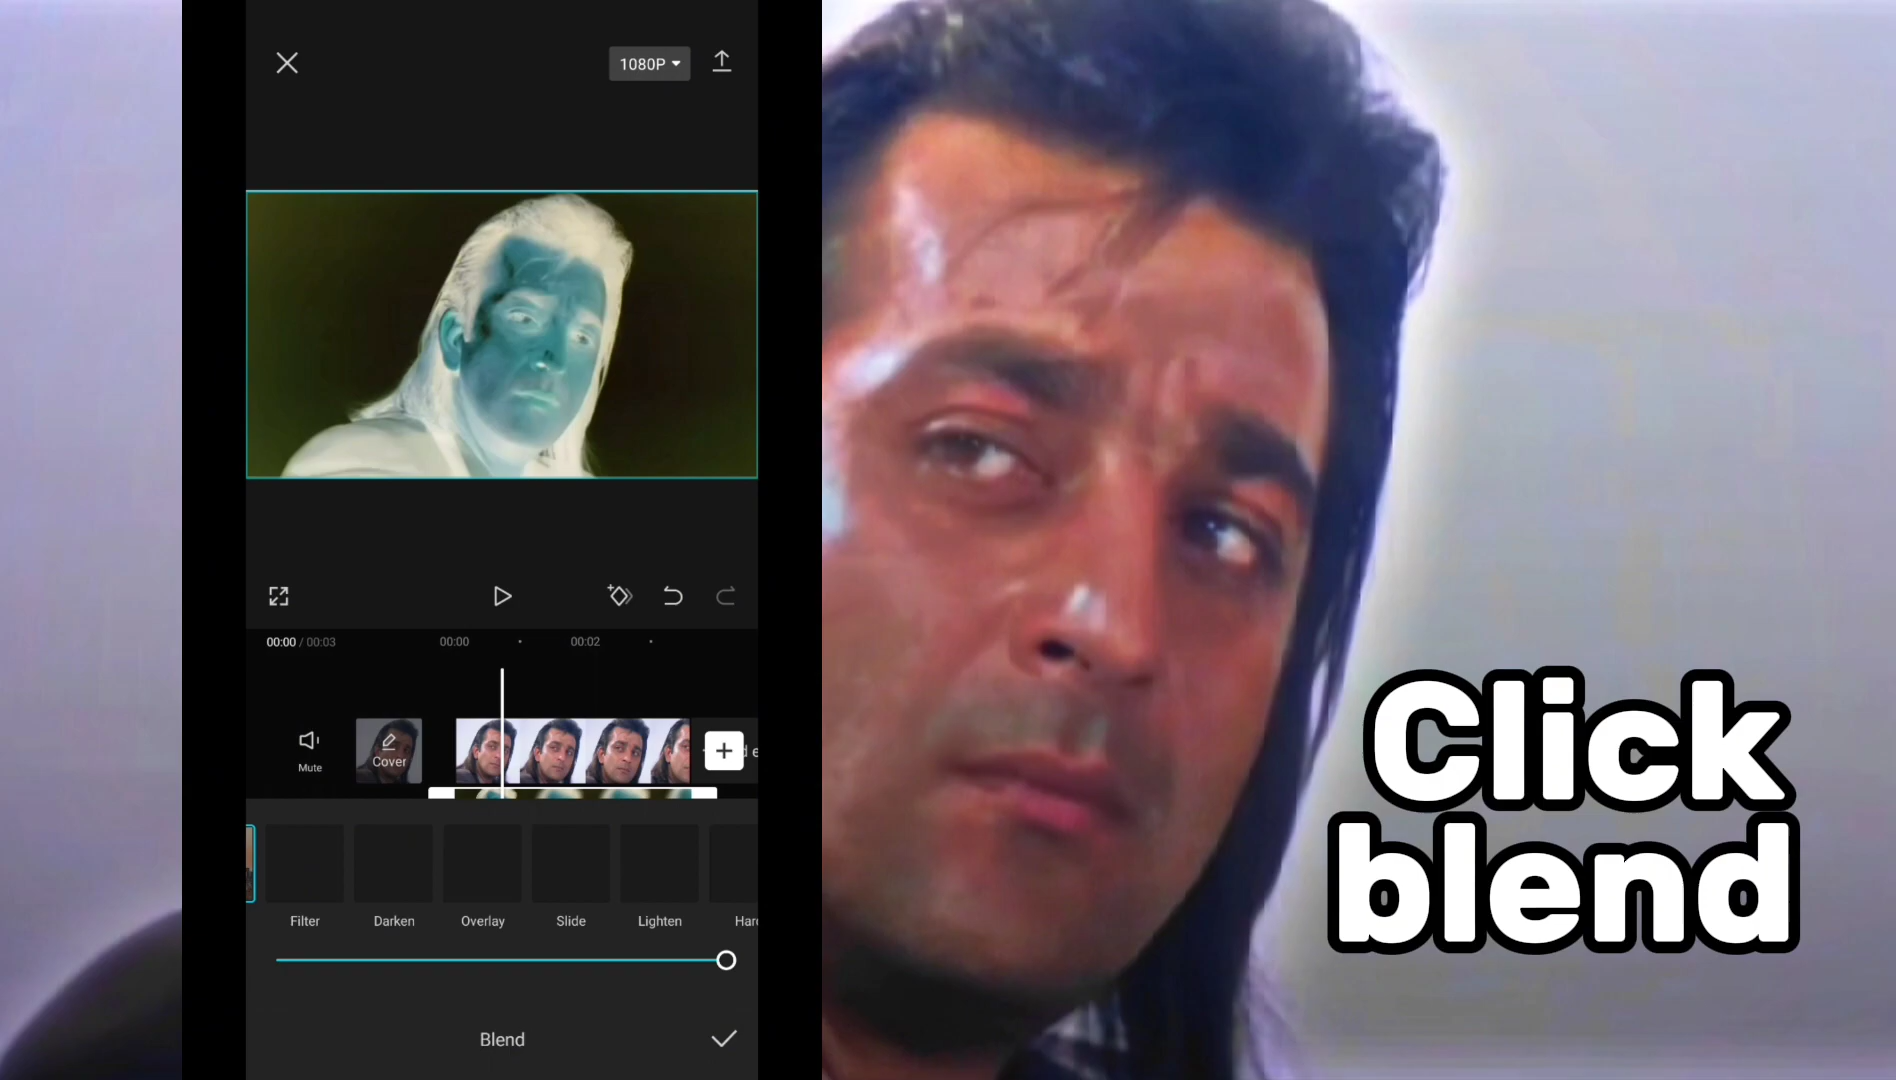 1080P
00:00 / 00:03
00:00
00:02
Mute
Cover
d e
Filter
Darken
Overlay
Slide
Lighten
Harc
Blend
Click
blend